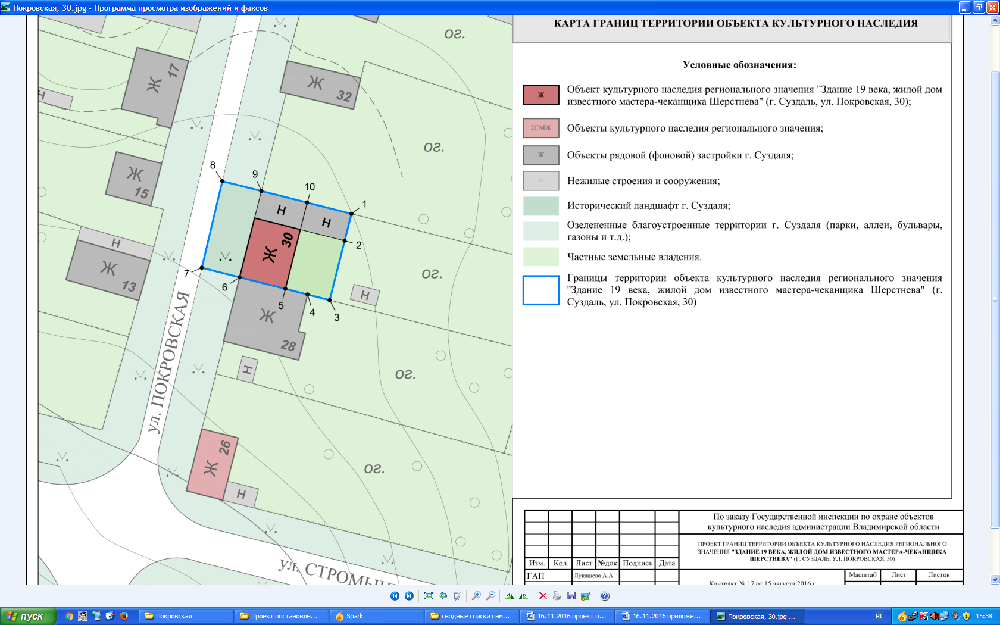 Покровская, 30.jpg - Программа просмотра изображений и факсов
КАРТА ГРАНИЦ ТЕРРИТОРИИ ОБЪЕКТА КУЛЬТУРНОГО НАСЛЕДИЯ
Условные обозначения:
Ж
Объект культурного наследия регионального значения "Здание 19 века, жилой дом
известного мастера-чеканщика Шерстнева" (г. Суздаль, ул. Покровская, 30);
2СМЖ
Объекты культурного наследия регионального значения;
Ж
Объекты рядовой (фоновой) застройки г. Суздаля;
н
Нежилые строения и сооружения;
Исторический ландшафт г. Суздаля;
Озелененные благоустроенные территории г. Суздаля (парки, аллеи, бульвары,
газоны и т.д.);
Частные земельные владения.
Границы территории объекта культурного наследия регионального значения
"Здание 19 века, жилой дом известного мастера-чеканщика Шерстнева" (г.
Суздаль, ул. Покровская, 30)
ог.
Ж 17
Ж 32
Н
ог.
Ж 15
8
9
10
1
Н
Н
2
Ж 30
Н
Ж 13
7
6
5
4
3
ог.
Н
Ж 28
Н
ог.
ул. ПОКРОВСКАЯ
Ж 26
Н
ог.
ул. СТРОМЫН
По заказу Государственной инспекции по охране объектов
культурного наследия администрации Владимирской области
ПРОЕКТ ГРАНИЦ ТЕРРИТОРИИ ОБЪЕКТА КУЛЬТУРНОГО НАСЛЕДИЯ РЕГИОНАЛЬНОГО
ЗНАЧЕНИЯ "ЗДАНИЕ 19 ВЕКА, ЖИЛОЙ ДОМ ИЗВЕСТНОГО МАСТЕРА-ЧЕКАНЩИКА
ШЕРСТНЕВА" (Г. СУЗДАЛЬ, УЛ. ПОКРОВСКАЯ, 30)
Изм. Кол. Лист №док. Подпись Дата
ГАП Лукашева А.А.
Контракт № 17 от 15 августа 2016 г.
Масштаб Лист Листов
пуск
Покровская
Проект постановле...
Spark
сводные списки пам...
16.11.2016 проект п...
16.11.2016 приложе...
Покровская, 30.jpg ...
RU
15:38